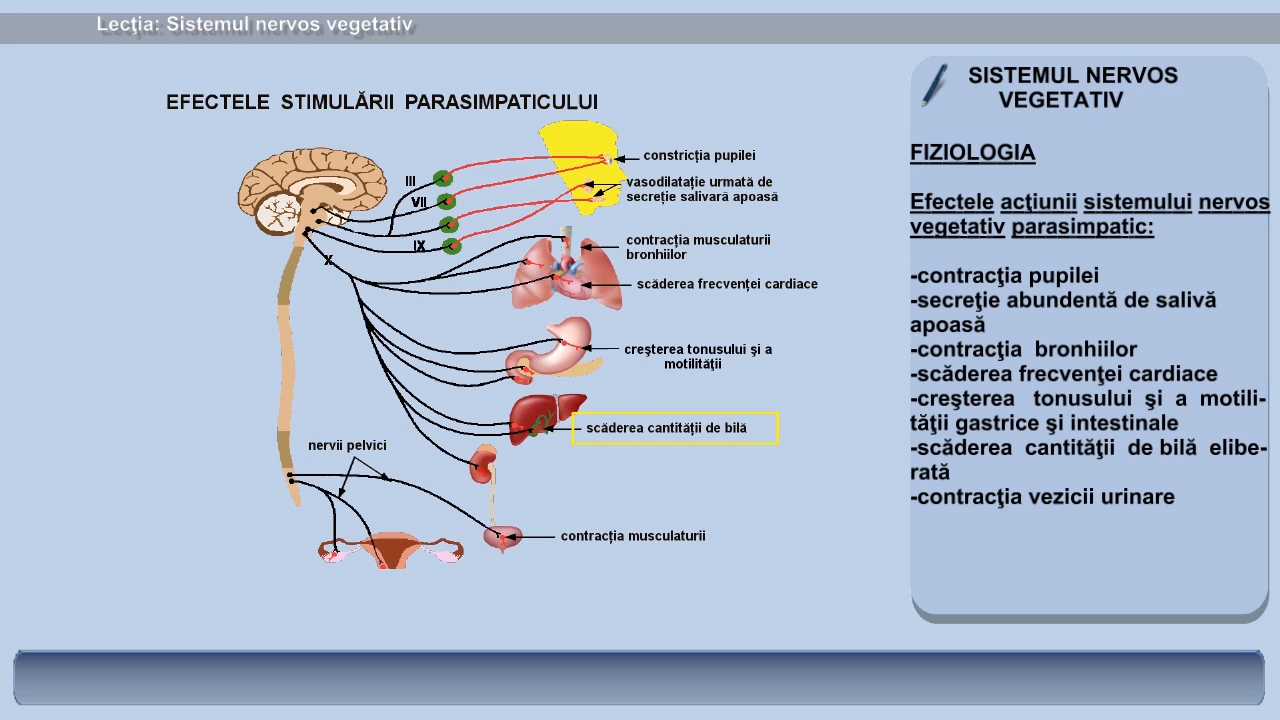 Lecţia: Sistemul nervos vegetativ
EFECTELE STIMULĂRII PARASIMPATICULUI
constricția pupilei
vasodilatație urmată de
secreție salivară apoasă
III
VII
IX
X
contracția musculaturii
bronhiilor
scăderea frecvenței cardiace
creşterea tonusului şi a
motilităţii
scăderea cantităţii de bilă
nervii pelvici
contracția musculaturii
SISTEMUL NERVOS
VEGETATIV
FIZIOLOGIA
Efectele acţiunii sistemului nervos
vegetativ parasimpatic:
-contracţia pupilei
-secreţie abundentă de salivă
apoasă
-contracţia bronhiilor
-scăderea frecvenţei cardiace
-creşterea tonusului şi a motili-
tăţii gastrice şi intestinale
-scăderea cantităţii de bilă elibe-
rată
-contracţia vezicii urinare